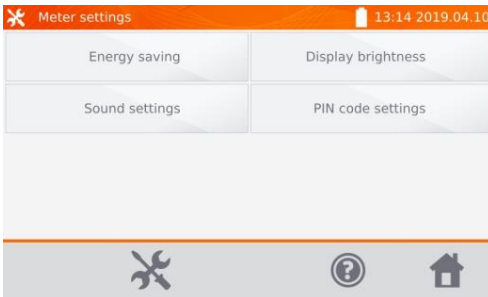 Meter settings 13:14 2019.04.10
Energy saving Display brightness
Sound settings PIN code settings
?